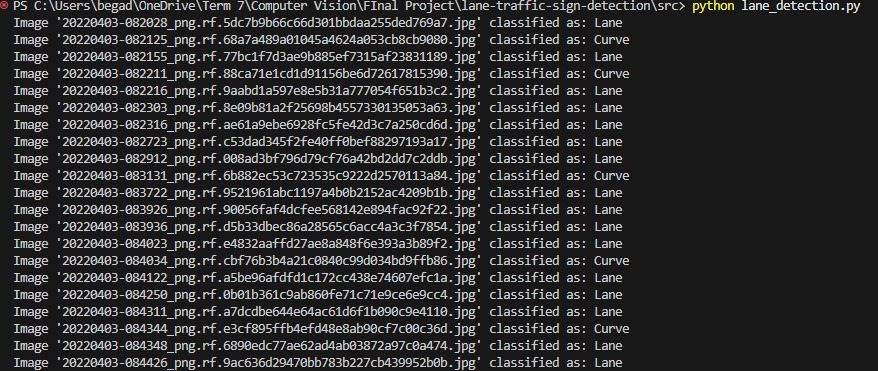 PS C:\Users\begad\OneDrive\Term 7\Computer Vision\FInal Project\lane-traffic-sign-detection\src> python lane_detection.py
Image '20220403-082028_png.rf.5dc7b9b66c66d301bbdaa255ded769a7.jpg' classified as: Lane
Image '20220403-082125_png.rf.68a7a489a01045a4624a053cb8cb9080.jpg' classified as: Curve
Image '20220403-082155_png.rf.77bc1f7d3ae9b885ef7315af23831189.jpg' classified as: Lane
Image '20220403-082211_png.rf.88ca71e1cd1d91156be6d72617815390.jpg' classified as: Curve
Image '20220403-082216_png.rf.9aabd1a597e8e5b31a777054f651b3c2.jpg' classified as: Lane
Image '20220403-082303_png.rf.8e09b81a2f25698b4557330135053a63.jpg' classified as: Lane
Image '20220403-082316_png.rf.ae61a9ebe6928fc5fe42d3c7a250cd6d.jpg' classified as: Lane
Image '20220403-082723_png.rf.c53dad345f2fe40ff0bef88297193a17.jpg' classified as: Lane
Image '20220403-082912_png.rf.008ad3bf796d79cf76a42bd2dd7c2ddb.jpg' classified as: Lane
Image '20220403-083131_png.rf.6b882ec53c723535c9222d2570113a84.jpg' classified as: Curve
Image '20220403-083722_png.rf.9521961abc1197a4b0b2152ac4209b1b.jpg' classified as: Lane
Image '20220403-083926_png.rf.90056faf4dcfee568142e894fac92f22.jpg' classified as: Lane
Image '20220403-083936_png.rf.d5b33dbec86a28565c6acc4a3c3f7854.jpg' classified as: Lane
Image '20220403-084023_png.rf.e4832aaffd27ae8a848f6e393a3b89f2.jpg' classified as: Lane
Image '20220403-084034_png.rf.cbf76b3b4a21c0840c99d034bd9ffb86.jpg' classified as: Curve
Image '20220403-084122_png.rf.a5be96afdfd1c172cc438e74607efc1a.jpg' classified as: Lane
Image '20220403-084250_png.rf.0b01b361c9ab860fe71c71e9ce6e9cc4.jpg' classified as: Lane
Image '20220403-084311_png.rf.a7dcdbe644e64ac61d6f1b090c9e4110.jpg' classified as: Lane
Image '20220403-084344_png.rf.e3cf895ffb4efd48e8ab90cf7c00c36d.jpg' classified as: Curve
Image '20220403-084348_png.rf.6890edc77ae62ad4ab03872a97c0a474.jpg' classified as: Lane
Image '20220403-084426_png.rf.9ac636d29470bb783b227cb439952b0b.jpg' classified as: Lane